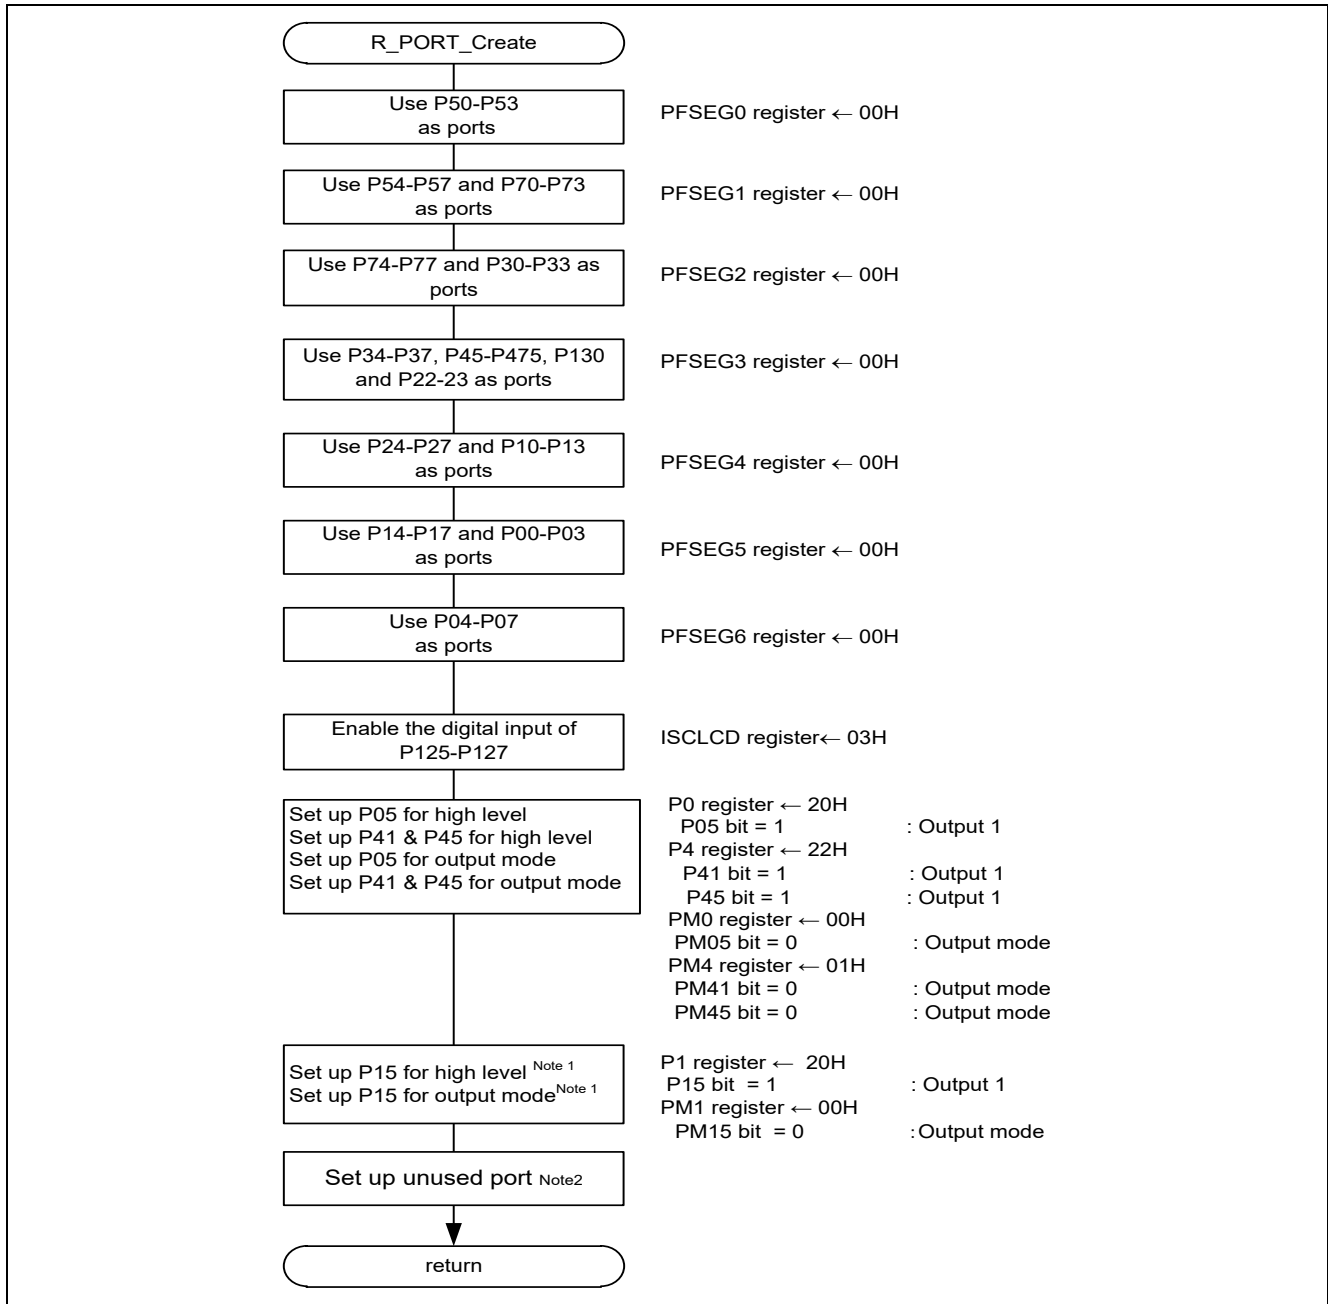 R_PORT_Create
Use P50-P53
as ports
PFSEG0 register ← 00H
Use P54-P57 and P70-P73
as ports
PFSEG1 register ← 00H
Use P74-P77 and P30-P33 as
ports
PFSEG2 register ← 00H
Use P34-P37, P45-P475, P130
and P22-23 as ports
PFSEG3 register ← 00H
Use P24-P27 and P10-P13
as ports
PFSEG4 register ← 00H
Use P14-P17 and P00-P03
as ports
PFSEG5 register ← 00H
Use P04-P07
as ports
PFSEG6 register ← 00H
Enable the digital input of
P125-P127
ISCLCD register← 03H
Set up P05 for high level
Set up P41 & P45 for high level
Set up P05 for output mode
Set up P41 & P45 for output mode
P0 register ← 20H
P05 bit = 1 : Output 1
P4 register ← 22H
P41 bit = 1 : Output 1
P45 bit = 1 : Output 1
PM0 register ← 00H
PM05 bit = 0 : Output mode
PM4 register ← 01H
PM41 bit = 0 : Output mode
PM45 bit = 0 : Output mode
Set up P15 for high level Note 1
Set up P15 for output mode Note 1
P1 register ← 20H
P15 bit = 1 : Output 1
PM1 register ← 00H
PM15 bit = 0 : Output mode
Set up unused port Note2
return